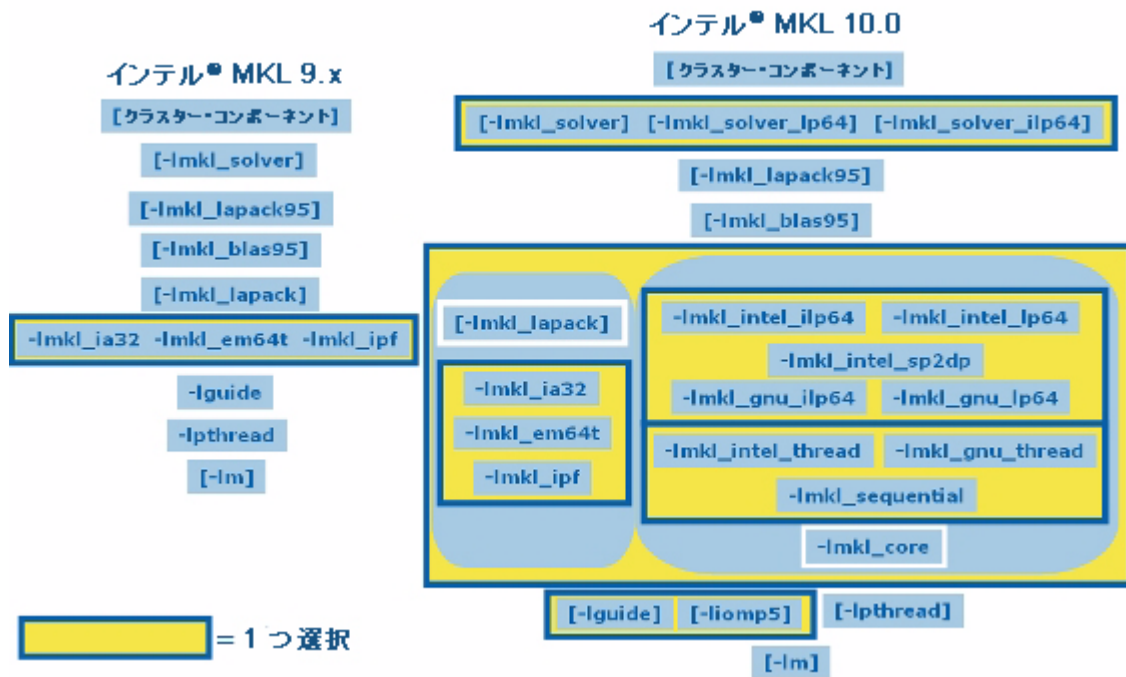 インテル® MKL 9.x
[クラスター・コンポーネント]
[-lmkl_solver]
[-lmkl_lapack95]
[-lmkl_blas95]
[-lmkl_lapack]
-lmkl_ia32 -lmkl_em64t -lmkl_ipf
-lguide
-lpthread
[-lm]
インテル® MKL 10.0
[クラスター・コンポーネント]
[-lmkl_solver] [-lmkl_solver_lp64] [-lmkl_solver_ilp64]
[-lmkl_lapack95]
[-lmkl_blas95]
[-lmkl_lapack]
-lmkl_ia32
-lmkl_em64t
-lmkl_ipf
-lmkl_intel_ilp64 -lmkl_intel_lp64
-lmkl_intel_sp2dp
-lmkl_gnu_ilp64 -lmkl_gnu_lp64
-lmkl_intel_thread -lmkl_gnu_thread
-lmkl_sequential
-lmkl_core
[-lguide] [-liomp5] [-lpthread]
[-lm]
= 1 つ選択